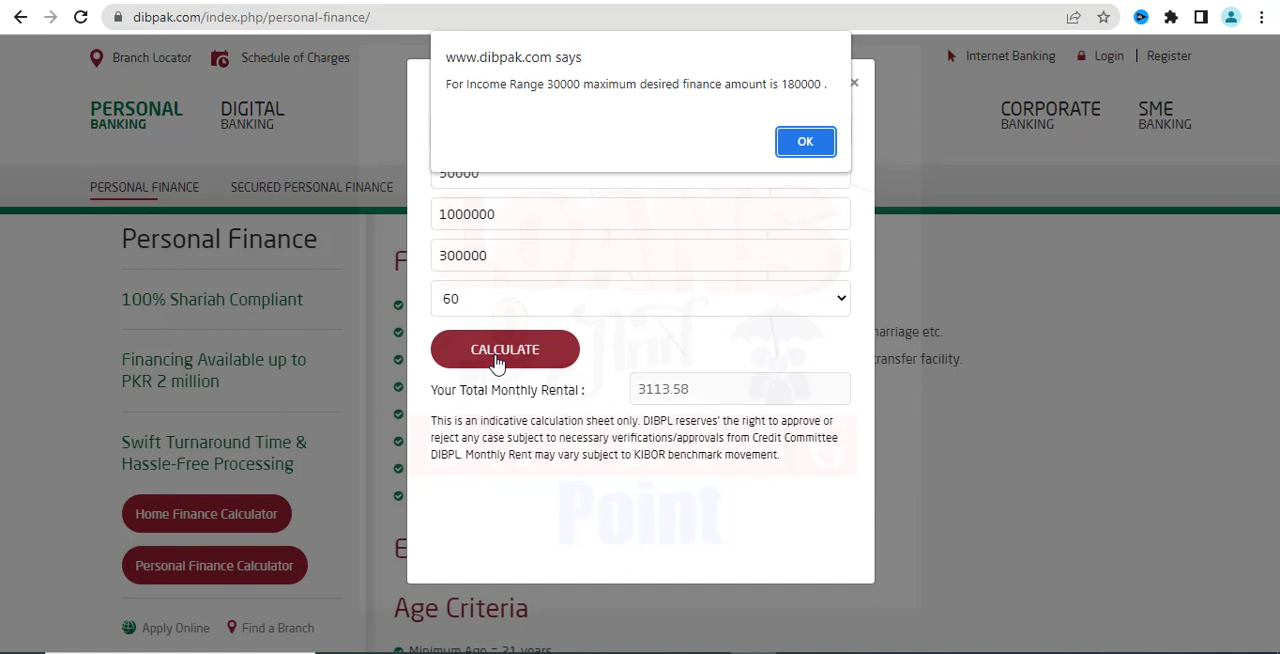 dibpak.com/index.php/personal-finance/
Branch Locator
Schedule of Charges
Internet Banking
Login | Register
PERSONAL
BANKING
DIGITAL
BANKING
CORPORATE
BANKING
SME
BANKING
www.dibpak.com says
For Income Range 30000 maximum desired finance amount is 180000 .
OK
×
PERSONAL FINANCE
SECURED PERSONAL FINANCE
1000000
300000
60
CALCULATE
Your Total Monthly Rental :
3113.58
This is an indicative calculation sheet only. DIBPL reserves' the right to approve or
reject any case subject to necessary verifications/approvals from Credit Committee
DIBPL. Monthly Rent may vary subject to KIBOR benchmark movement.
Personal Finance
100% Shariah Compliant
Financing Available up to
PKR 2 million
Swift Turnaround Time &
Hassle-Free Processing
Home Finance Calculator
Personal Finance Calculator
Apply Online
Find a Branch
F
marriage etc.
transfer facility.
E
Age Criteria
Minimum Age = 21 years
LOANS
Point